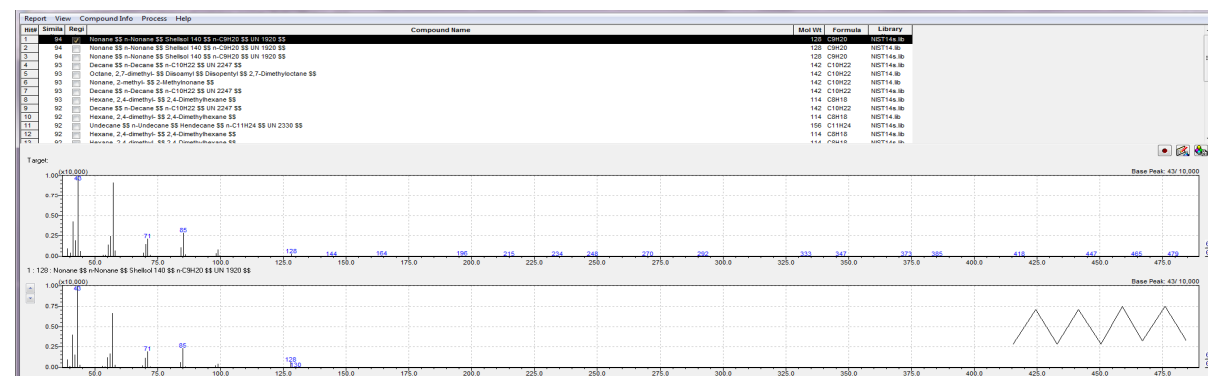 Report View Compound Info Process Help
Hit# Simila Regi Compound Name Mol Wt Formula Library
1 94 Nonane $$ n-Nonane $$ Shellsol 140 $$ n-C9H20 $$ UN 1920 $$ 128 C9H20 NIST14s.lib
2 94 Nonane $$ n-Nonane $$ Shellsol 140 $$ n-C9H20 $$ UN 1920 $$ 128 C9H20 NIST14.lib
3 94 Nonane $$ n-Nonane $$ Shellsol 140 $$ n-C9H20 $$ UN 1920 $$ 128 C9H20 NIST14s.lib
4 93 Decane $$ n-Decane $$ n-C10H22 $$ UN 2247 $$ 142 C10H22 NIST14s.lib
5 93 Octane, 2,7-dimethyl- $$ Diisoamyl $$ Diisopentyl $$ 2,7-Dimethyloctane $$ 142 C10H22 NIST14.lib
6 93 Nonane, 2-methyl- $$ 2-Methylnonane $$ 142 C10H22 NIST14.lib
7 93 Decane $$ n-Decane $$ n-C10H22 $$ UN 2247 $$ 142 C10H22 NIST14s.lib
8 93 Hexane, 2,4-dimethyl- $$ 2,4-Dimethylhexane $$ 114 C8H18 NIST14s.lib
9 92 Decane $$ n-Decane $$ n-C10H22 $$ UN 2247 $$ 142 C10H22 NIST14s.lib
10 92 Hexane, 2,4-dimethyl- $$ 2,4-Dimethylhexane $$ 114 C8H18 NIST14.lib
11 92 Undecane $$ n-Undecane $$ Hendecane $$ n-C11H24 $$ UN 2330 $$ 156 C11H24 NIST14s.lib
12 92 Hexane, 2,4-dimethyl- $$ 2,4-Dimethylhexane $$ 114 C8H18 NIST14s.lib
Target:
(x10,000) Base Peak: 43/ 10,000
1.00 43
0.75
0.50
0.25 71 85
0.00 128 144 164 196 215 234 248 270 292 333 347 373 385 418 447 465 479
50.0 75.0 100.0 125.0 150.0 175.0 200.0 225.0 250.0 275.0 300.0 325.0 350.0 375.0 400.0 425.0 450.0 475.0
1 : 128 : Nonane $$ n-Nonane $$ Shellsol 140 $$ n-C9H20 $$ UN 1920 $$
(x10,000) Base Peak: 43/ 10,000
1.00 43
0.75
0.50
0.25 71 85
0.00 128 130
50.0 75.0 100.0 125.0 150.0 175.0 200.0 225.0 250.0 275.0 300.0 325.0 350.0 375.0 400.0 425.0 450.0 475.0